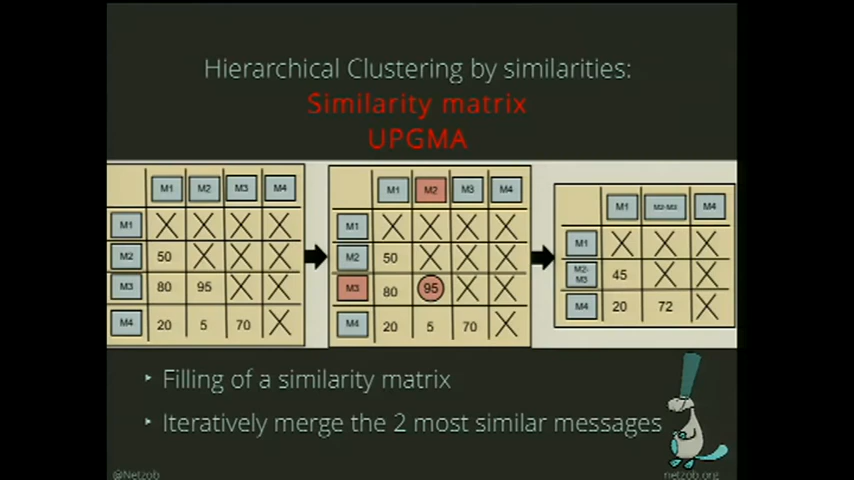 Hierarchical Clustering by similarities:
Similarity matrix
UPGMA
M1 M2 M3 M4
M1 X X X X
M2 50 X X X
M3 80 95 X X
M4 20 5 70 X
M1 M2 M3 M4
M1 X X X X
M2 50 X X X
M3 80 95 X X
M4 20 5 70 X
M1 M2-M3 M4
M1 X X X
M2-
M3 45 X X
M4 20 72 X
‣ Filling of a similarity matrix
‣ Iteratively merge the 2 most similar messages
@Netzob netzob.org